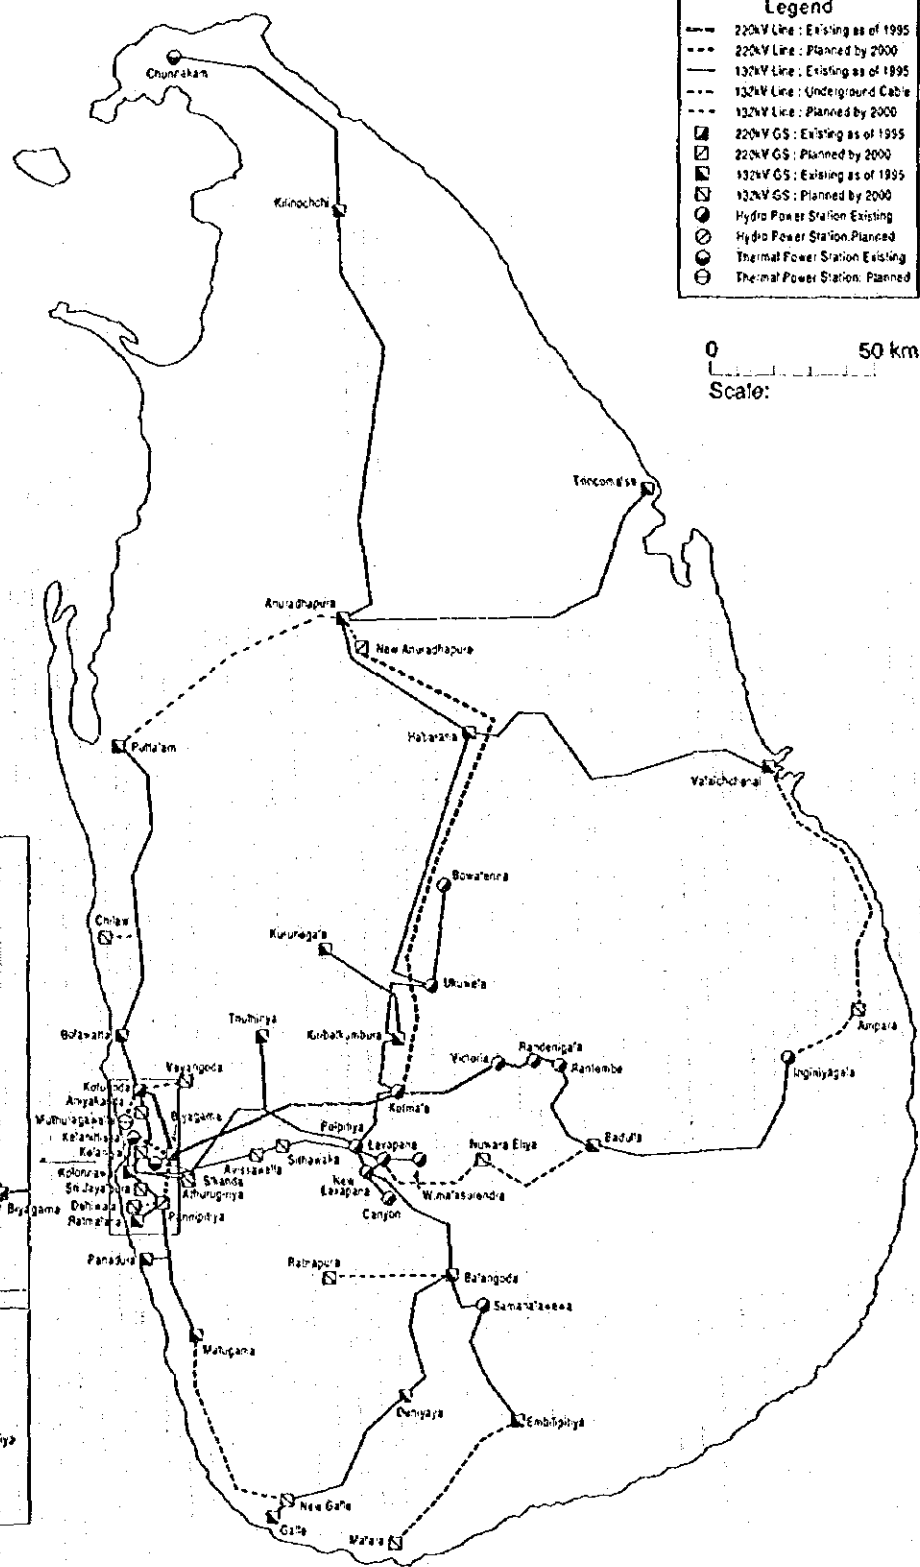 Legend
220kV Line : Existing as of 1995
220kV Line : Planned by 2000
132kV Line : Existing as of 1995
132kV Line : Underground Cable
132kV Line : Planned by 2000
220kV GS : Existing as of 1995
220kV GS : Planned by 2000
132kV GS : Existing as of 1995
132kV GS : Planned by 2000
Hydro Power Station Existing
Hydro Power Station Planned
Thermal Power Station Existing
Thermal Power Station: Planned
0 50 km
Scale:
Chunnakam
Kilinochchi
Trincomalee
Anuradhapura
New Anuradhapura
Habarana
Puttalam
Valaichchenai
Bowatenna
Chilaw
Kurunegala
Ukuwela
Ampara
Bolawatta
Thulhiriya
Kiribatkumbura
Victoria
Randenigala
Rantembe
Inginiyagala
Veyangoda
Kotugoda
Aniyakanda
Biyagama
Muthurajawela
Kelanitissa
Kelaniya
Kolonnawa
Sri Jayapura
Dehiwala
Ratmalana
Pannipitiya
Sithawaka
Avissawella
Athurugiriya
Kotmale
Polpitiya
Laxapana
New Laxapana
Canyon
Nuwara Eliya
Badulla
Biyagama
Panadura
Ratnapura
Balangoda
Samanalawewa
Matugama
Deniyaya
Embilipitiya
New Galle
Galle
Matara